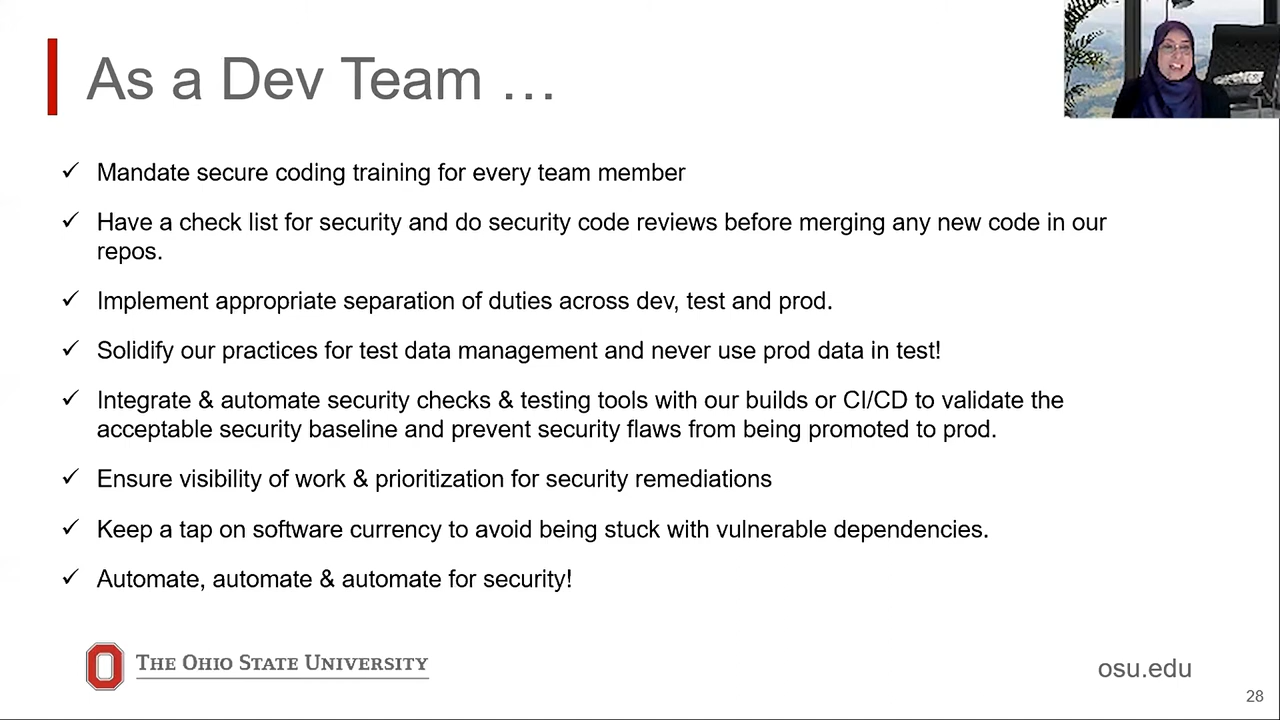 As a Dev Team …
✓ Mandate secure coding training for every team member
✓ Have a check list for security and do security code reviews before merging any new code in our
repos.
✓ Implement appropriate separation of duties across dev, test and prod.
✓ Solidify our practices for test data management and never use prod data in test!
✓ Integrate & automate security checks & testing tools with our builds or CI/CD to validate the
acceptable security baseline and prevent security flaws from being promoted to prod.
✓ Ensure visibility of work & prioritization for security remediations
✓ Keep a tap on software currency to avoid being stuck with vulnerable dependencies.
✓ Automate, automate & automate for security!
THE OHIO STATE UNIVERSITY
osu.edu
28